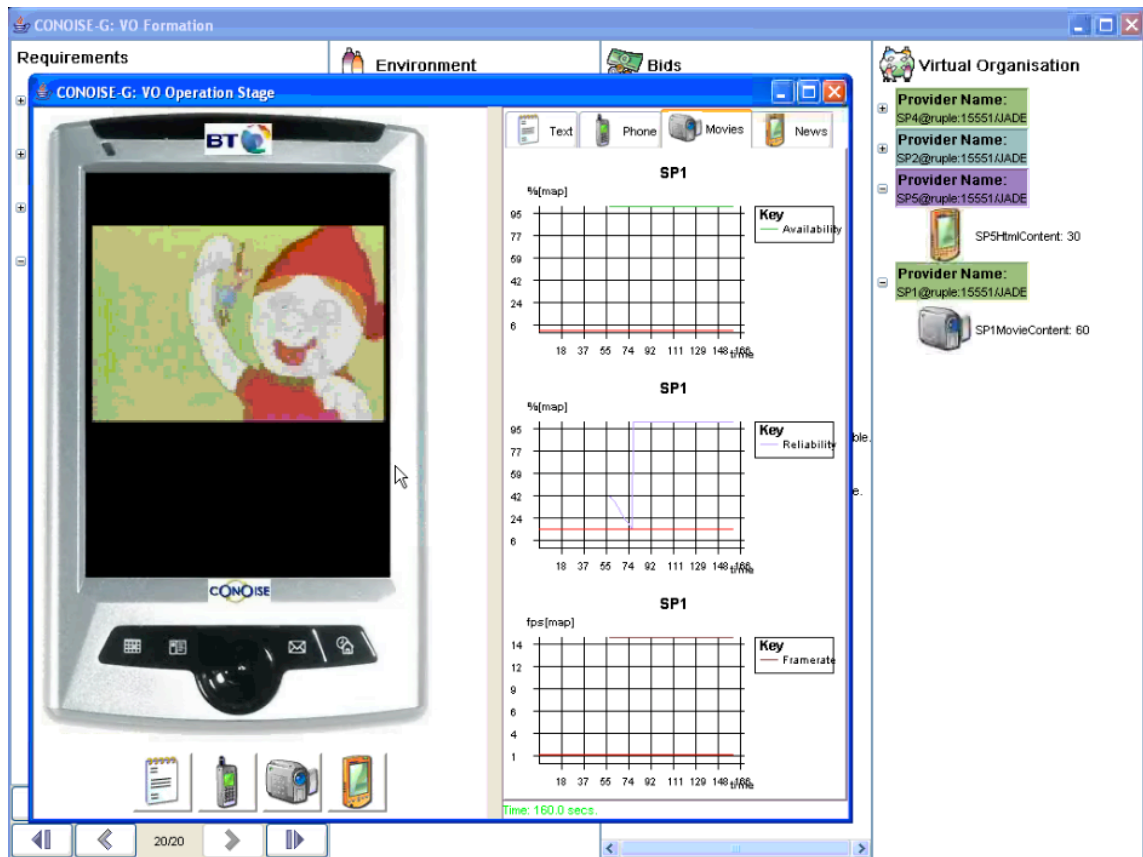 CONOISE-G: VO Formation
Requirements
Environment
Bids
Virtual Organisation
CONOISE-G: VO Operation Stage
BT
CONOISE
Text
Phone
Movies
News
SP1
%[map]
95
77
59
42
24
6
18 37 55 74 92 111 129 148 166
time
Key
Availability
SP1
%[map]
95
77
59
42
24
6
18 37 55 74 92 111 129 148
time
Key
Reliability
SP1
fps[map]
14
12
9
6
4
1
18 37 55 74 92 111 129 148
time
Key
Framerate
Time: 160.0 secs.
ble.
e.
Provider Name:
SP4@ruple:15551/JADE
Provider Name:
SP2@ruple:15551/JADE
Provider Name:
SP5@ruple:15551/JADE
SP5HtmlContent: 30
Provider Name:
SP1@ruple:15551/JADE
SP1MovieContent: 60
20/20